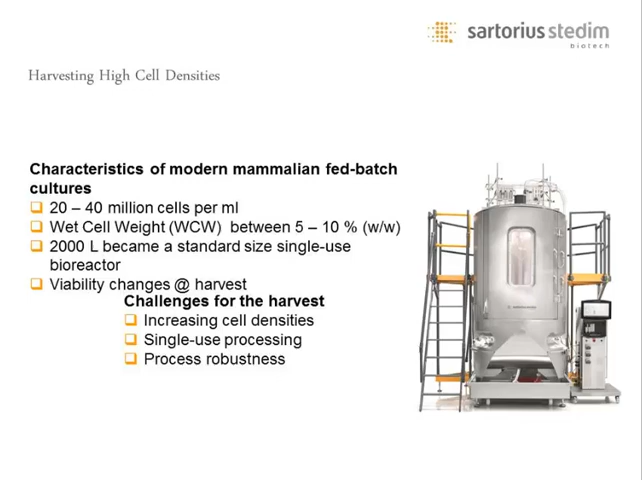 sartorius stedim
biotech
Harvesting High Cell Densities
Characteristics of modern mammalian fed-batch
cultures
20 – 40 million cells per ml
Wet Cell Weight (WCW) between 5 – 10 % (w/w)
2000 L became a standard size single-use
bioreactor
Viability changes @ harvest
Challenges for the harvest
Increasing cell densities
Single-use processing
Process robustness